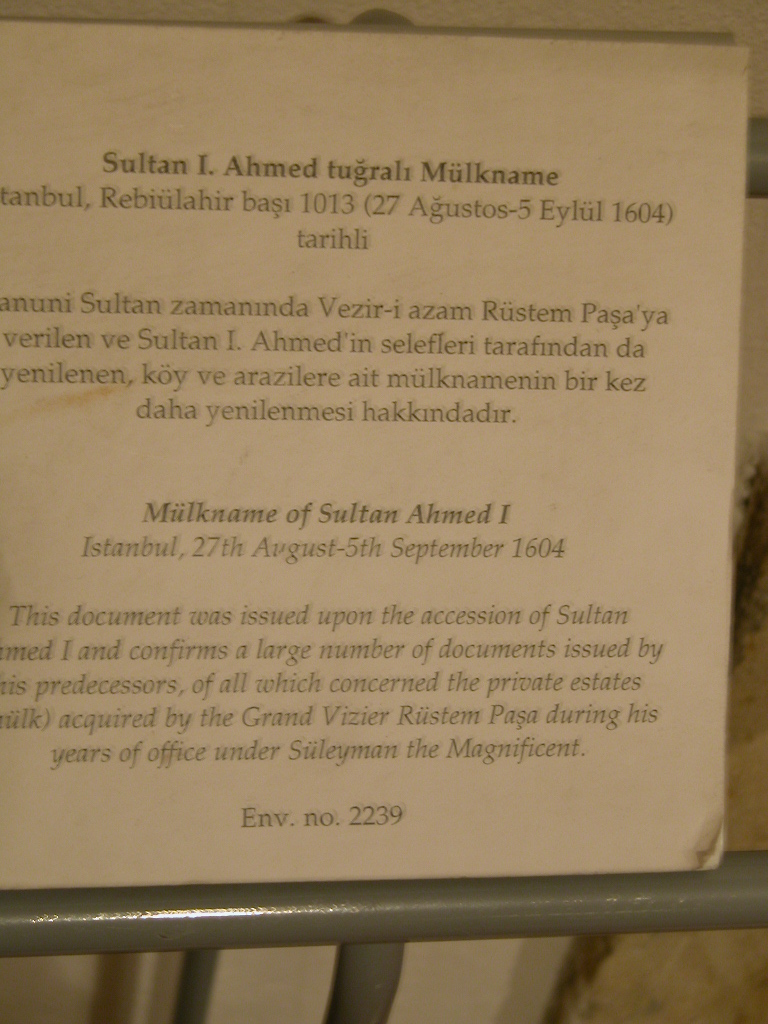 Sultan I. Ahmed tuğralı Mülkname
tanbul, Rebiülahir başı 1013 (27 Ağustos-5 Eylül 1604)
tarihli
anuni Sultan zamanında Vezir-i azam Rüstem Paşa'ya
verilen ve Sultan I. Ahmed'in selefleri tarafından da
yenilenen, köy ve arazilere ait mülknamenin bir kez
daha yenilenmesi hakkındadır.
Mülkname of Sultan Ahmed I
Istanbul, 27th August-5th September 1604
This document was issued upon the accession of Sultan
hmed I and confirms a large number of documents issued by
his predecessors, of all which concerned the private estates
ülk) acquired by the Grand Vizier Rüstem Paşa during his
years of office under Süleyman the Magnificent.
Env. no. 2239